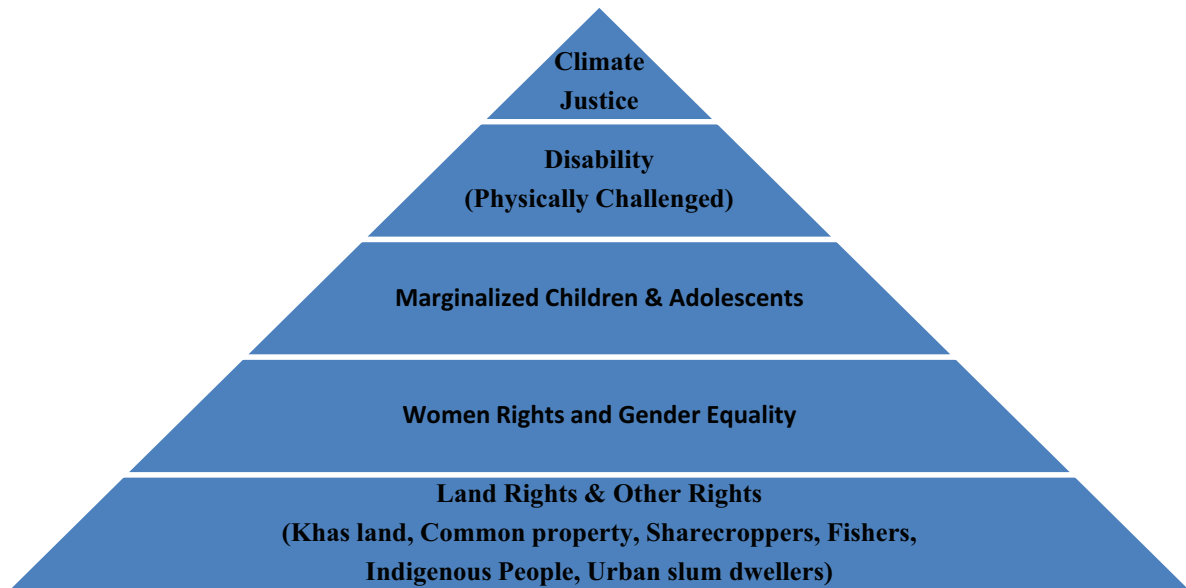 Climate
Justice
Disability
(Physically Challenged)
Marginalized Children & Adolescents
Women Rights and Gender Equality
Land Rights & Other Rights
(Khas land, Common property, Sharecroppers, Fishers,
Indigenous People, Urban slum dwellers)